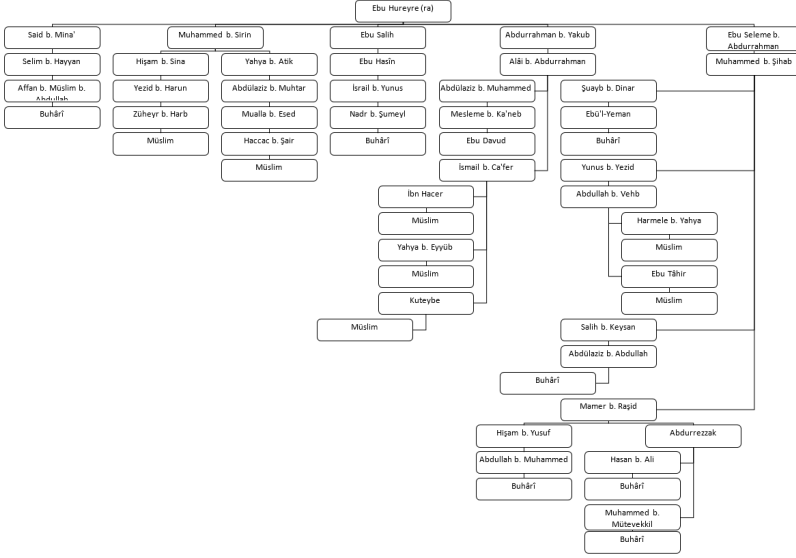 Ebu Hureyre (ra)
Said b. Mina'
Muhammed b. Sirin
Ebu Salih
Abdurrahman b. Yakub
Ebu Seleme b.
Abdurrahman
Selim b. Hayyan
Hişam b. Sina
Yahya b. Atik
Ebu Hasîn
Alâi b. Abdurrahman
Muhammed b. Şihab
Affan b. Müslim b.
Abdullah
Yezid b. Harun
Abdülaziz b. Muhtar
İsrail b. Yunus
Abdülaziz b. Muhammed
Şuayb b. Dinar
Buhârî
Züheyr b. Harb
Mualla b. Esed
Nadr b. Şumeyl
Mesleme b. Ka'neb
Ebü'l-Yeman
Müslim
Haccac b. Şair
Buhârî
Ebu Davud
Buhârî
Müslim
İsmail b. Ca'fer
Yunus b. Yezid
İbn Hacer
Abdullah b. Vehb
Müslim
Harmele b. Yahya
Yahya b. Eyyüb
Müslim
Müslim
Ebu Tâhir
Kuteybe
Müslim
Müslim
Salih b. Keysan
Abdülaziz b. Abdullah
Buhârî
Mamer b. Raşid
Hişam b. Yusuf
Abdurrezzak
Abdullah b. Muhammed
Hasan b. Ali
Buhârî
Buhârî
Muhammed b.
Mütevekkil
Buhârî